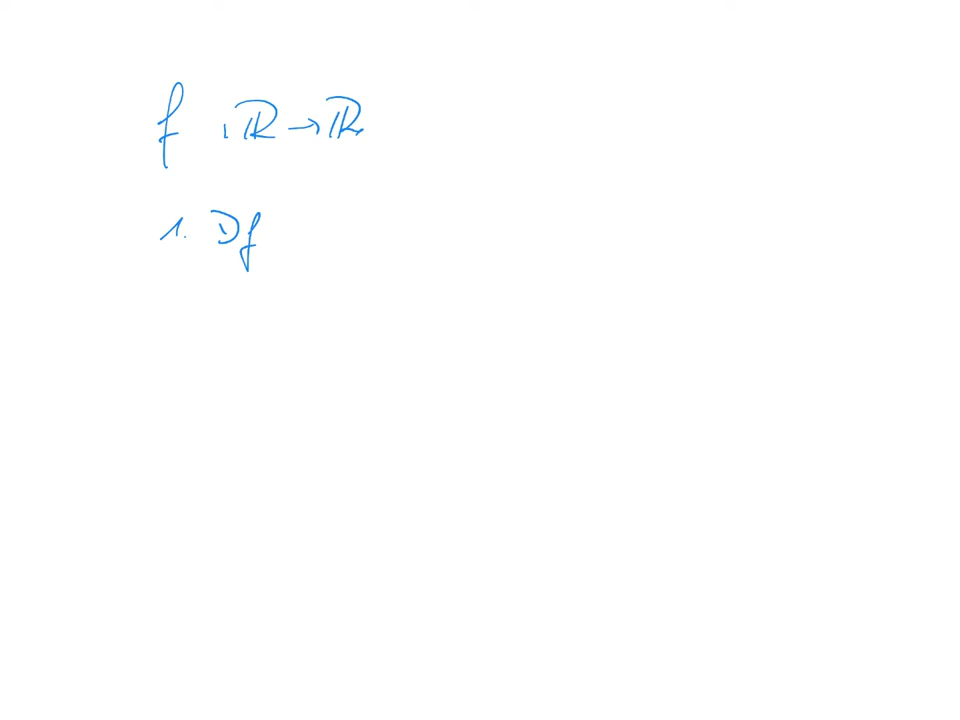 f : ℝ → ℝ
1. Df